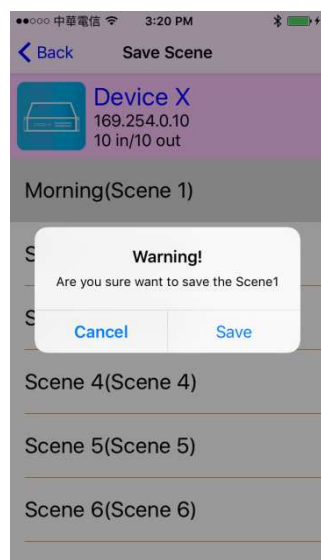 中華電信 3:20 PM
Back Save Scene
Device X
169.254.0.10
10 in/10 out
Morning(Scene 1)
S
Warning!
Are you sure want to save the Scene1
S
Cancel Save
Scene 4(Scene 4)
Scene 5(Scene 5)
Scene 6(Scene 6)